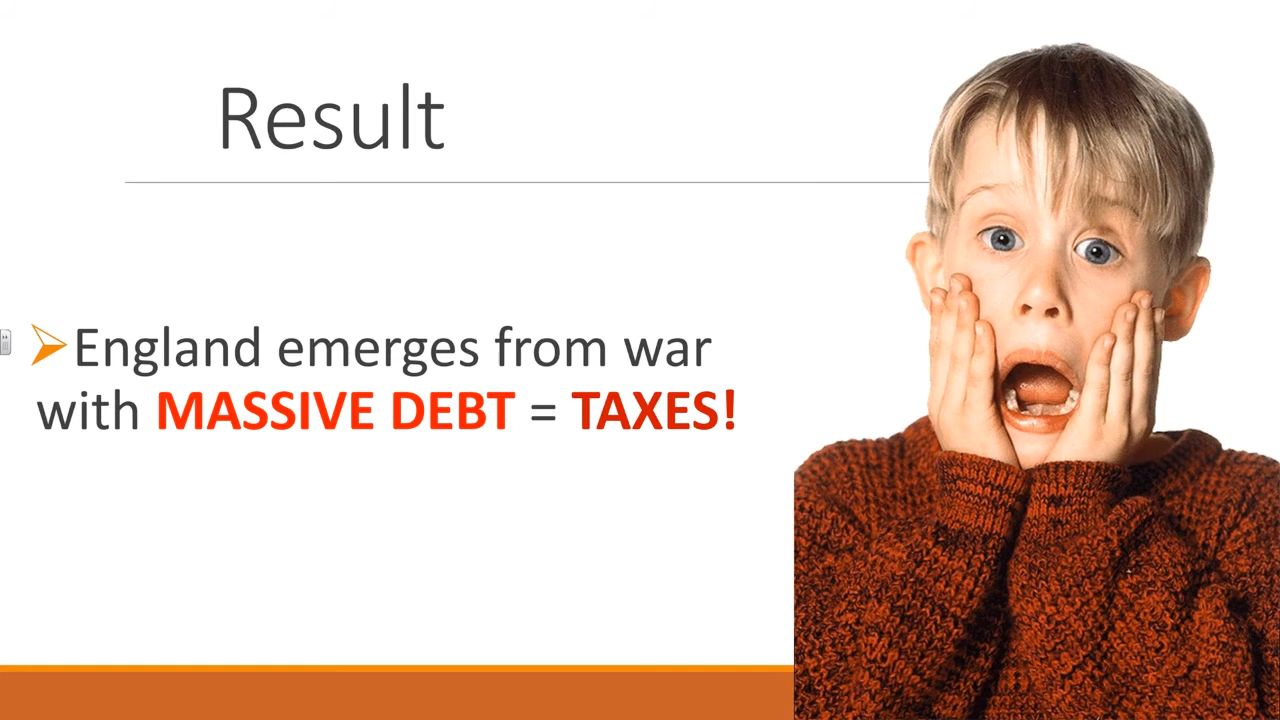 Result
England emerges from war
with MASSIVE DEBT = TAXES!